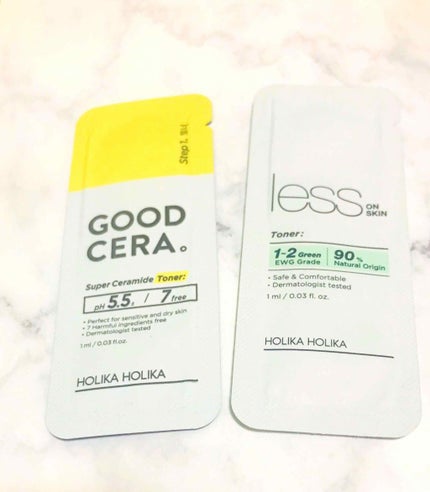 Step 1. 토너
GOOD
CERA.
Super Ceramide Toner:
pH 5.5. / 7 free
• Perfect for sensitive and dry skin
• 7 Harmful ingredients free
• Dermatologist tested
1 ml / 0.03 fl.oz.
HOLIKA HOLIKA
less ON
SKIN
Toner:
1-2 Green 90%
EWG Grade Natural Origin
• Safe & Comfortable
• Dermatologist tested
1 ml / 0.03 fl.oz.
HOLIKA HOLIKA